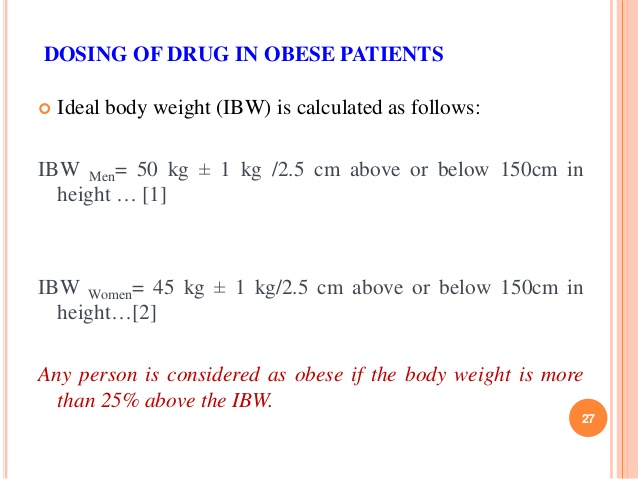 DOSING OF DRUG IN OBESE PATIENTS
Ideal body weight (IBW) is calculated as follows:
IBW Men= 50 kg ± 1 kg /2.5 cm above or below 150cm in
height … [1]
IBW Women= 45 kg ± 1 kg/2.5 cm above or below 150cm in
height…[2]
Any person is considered as obese if the body weight is more
than 25% above the IBW.
27